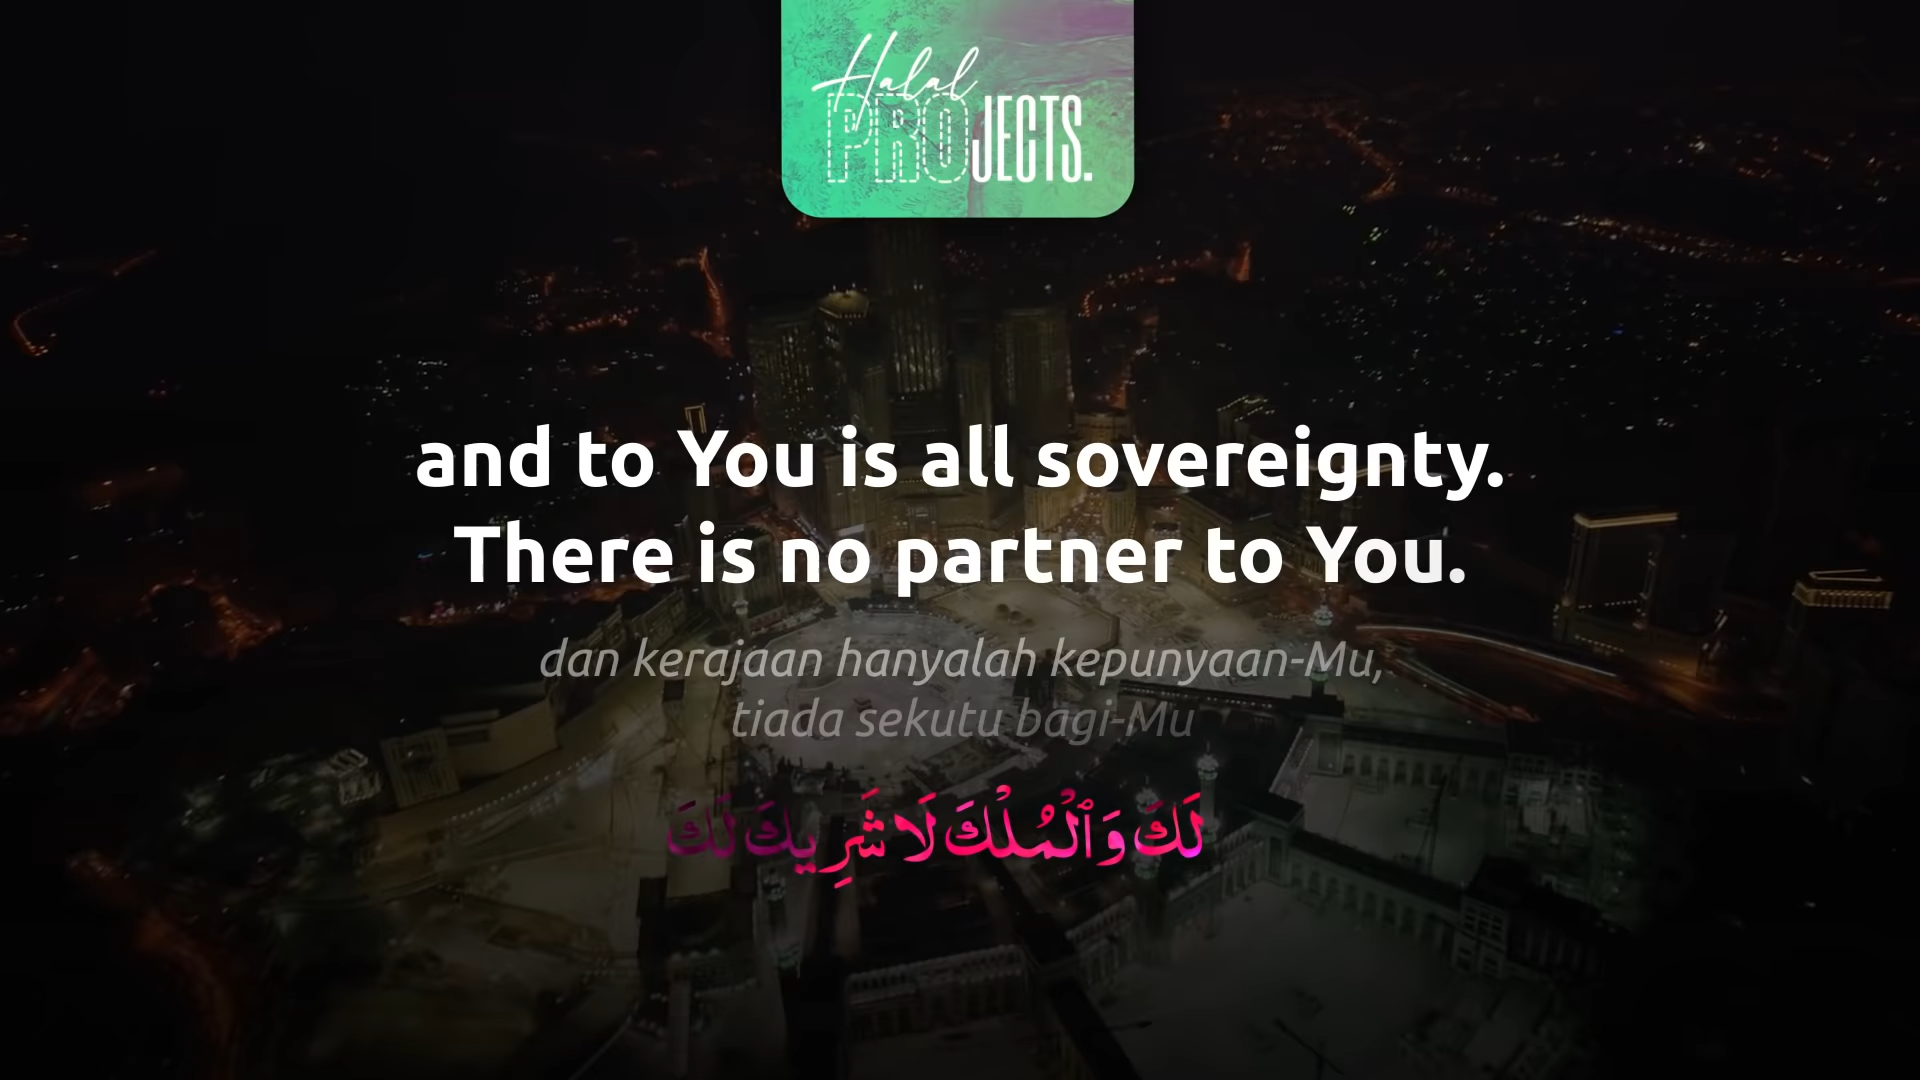 Halal
PROJECTS.
and to You is all sovereignty.
There is no partner to You.
dan kerajaan hanyalah kepunyaan-Mu,
tiada sekutu bagi-Mu
لَكَ وَٱلْمُلْكَ لَا شَرِيكَ لَكَ